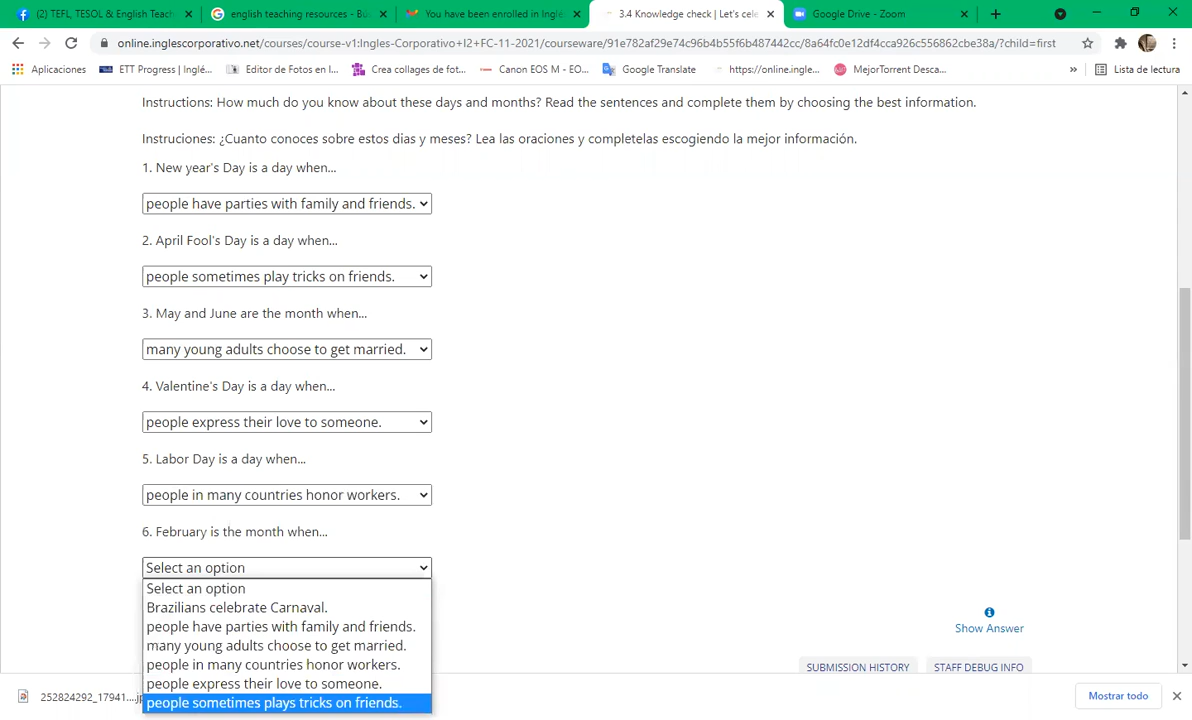 (2) TEFL, TESOL & English Teach
english teaching resources - Bus
You have been enrolled in Inglé
3.4 Knowledge check | Let's cele
Google Drive - Zoom
online.inglescorporativo.net/courses/course-v1:Ingles-Corporativo+I2+FC-11-2021/courseware/91e782af29e74c96b4b55f6b487442cc/8a64fc0e12df4cca926c556862cbe38a/?child=first
Aplicaciones
ETT Progress | Inglé...
Editor de Fotos en l...
Crea collages de fot...
Canon EOS M - EO...
Google Translate
https://online.ingle...
MejorTorrent Desca...
»
Lista de lectura
Instructions: How much do you know about these days and months? Read the sentences and complete them by choosing the best information.
Instruciones: ¿Cuanto conoces sobre estos dias y meses? Lea las oraciones y completelas escogiendo la mejor información.
1. New year's Day is a day when...
people have parties with family and friends.
2. April Fool's Day is a day when...
people sometimes play tricks on friends.
3. May and June are the month when...
many young adults choose to get married.
4. Valentine's Day is a day when...
people express their love to someone.
5. Labor Day is a day when...
people in many countries honor workers.
6. February is the month when...
Select an option
Select an option
Brazilians celebrate Carnaval.
people have parties with family and friends.
many young adults choose to get married.
people in many countries honor workers.
people express their love to someone.
people sometimes plays tricks on friends.
Show Answer
SUBMISSION HISTORY
STAFF DEBUG INFO
252824292_17941....jp
Mostrar todo